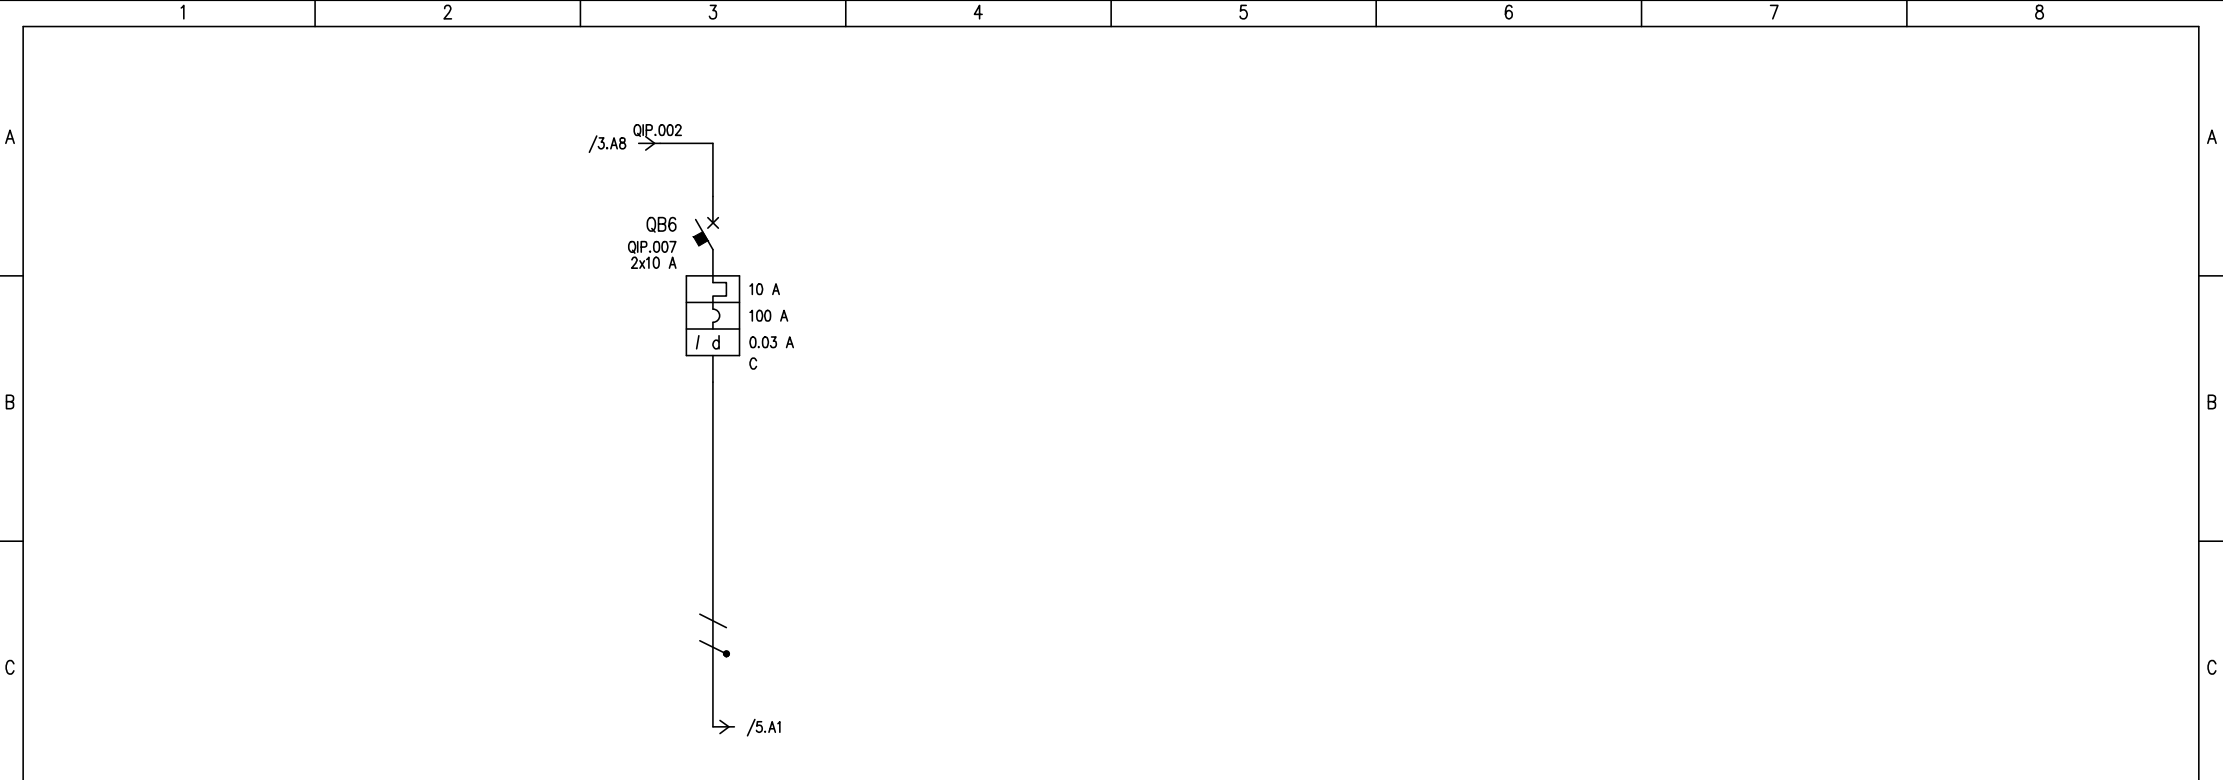 1 2 3 4 5 6 7 8
A A
QIP.002
/3.A8
QB6
QIP.007
2x10 A
10 A
100 A
I d 0.03 A
C
B B
C C
/5.A1